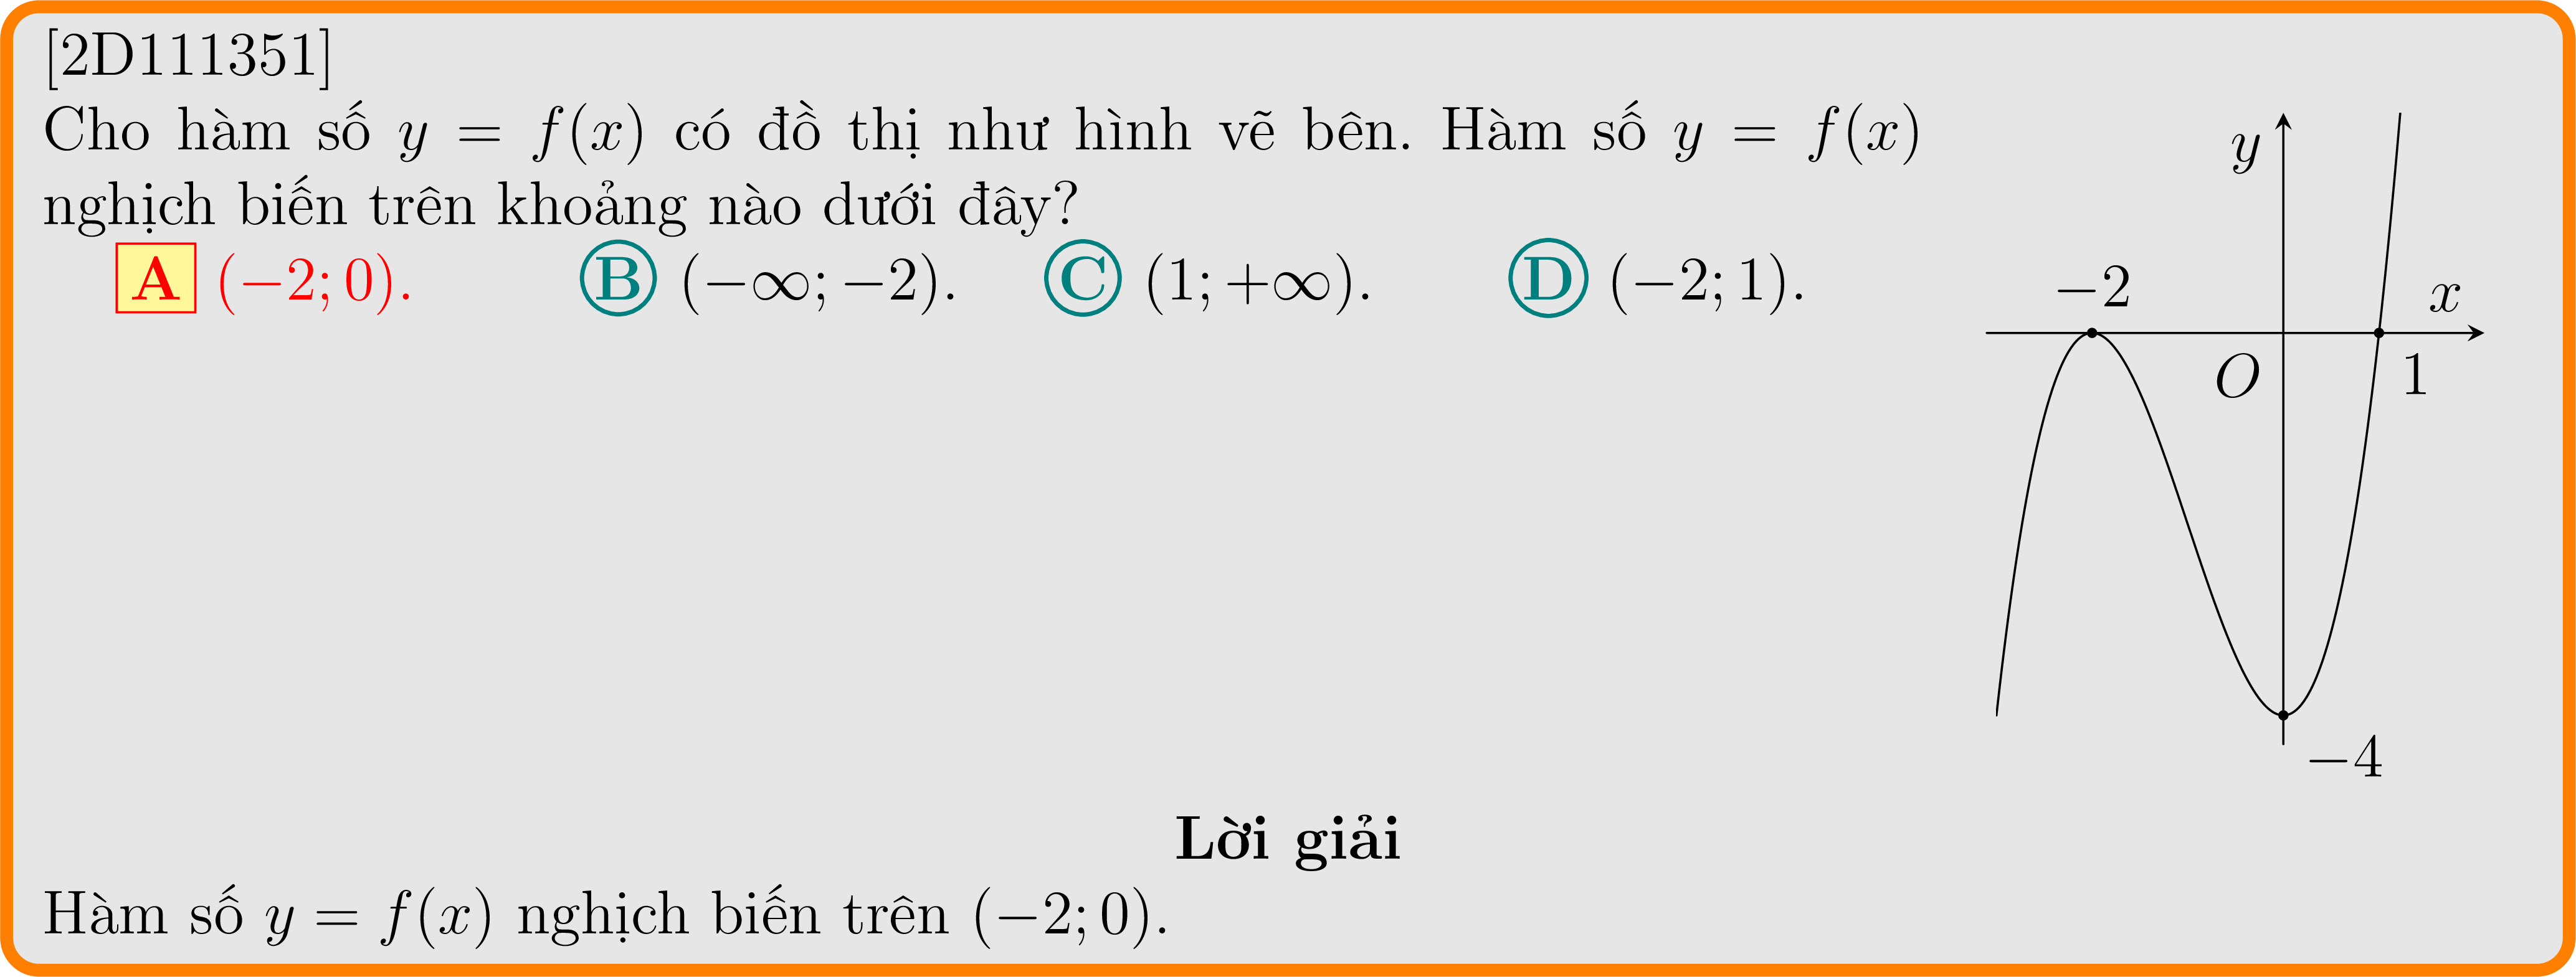 [2D111351]
Cho hàm số y = f(x) có đồ thị như hình vẽ bên. Hàm số y = f(x)
nghịch biến trên khoảng nào dưới đây?
A (−2; 0). B (−∞; −2). C (1; +∞). D (−2; 1).
y
−2
x
O
1
−4
Lời giải
Hàm số y = f(x) nghịch biến trên (−2; 0).